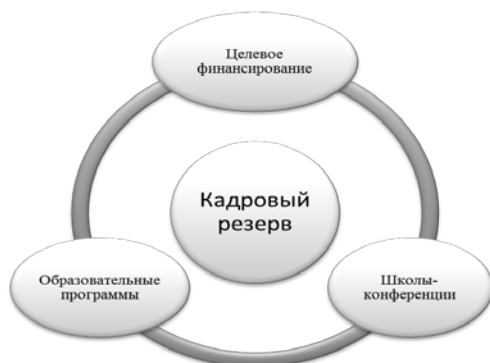 Целевое
финансирование
Кадровый
резерв
Образовательные
программы
Школы-
конференции